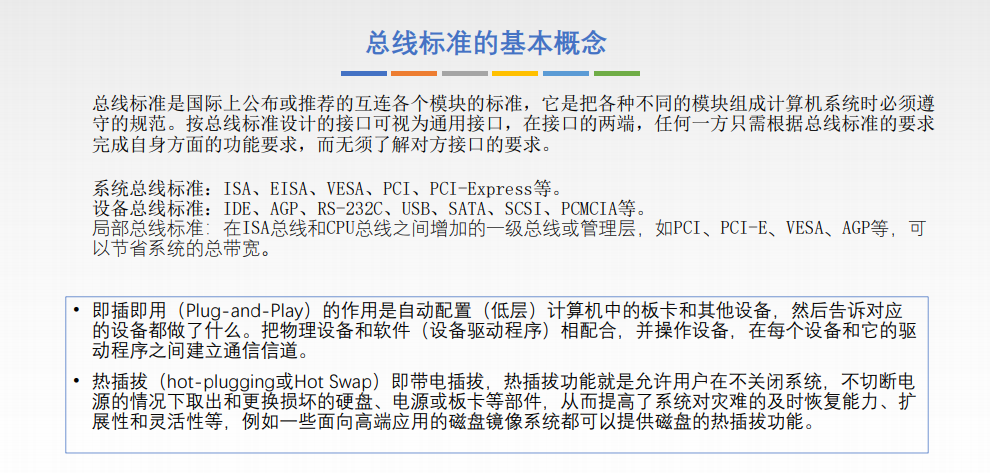 总线标准的基本概念
总线标准是国际上公布或推荐的互连各个模块的标准，它是把各种不同的模块组成计算机系统时必须遵
守的规范。按总线标准设计的接口可视为通用接口，在接口的两端，任何一方只需根据总线标准的要求
完成自身方面的功能要求，而无须了解对方接口的要求。
系统总线标准：ISA、EISA、VESA、PCI、PCI-Express等。
设备总线标准：IDE、AGP、RS-232C、USB、SATA、SCSI、PCMCIA等。
局部总线标准：在ISA总线和CPU总线之间增加的一级总线或管理层，如PCI、PCI-E、VESA、AGP等，可
以节省系统的总带宽。
• 即插即用（Plug-and-Play）的作用是自动配置（低层）计算机中的板卡和其他设备，然后告诉对应
的设备都做了什么。把物理设备和软件（设备驱动程序）相配合，并操作设备，在每个设备和它的驱
动程序之间建立通信信道。
• 热插拔（hot-plugging或Hot Swap）即带电插拔，热插拔功能就是允许用户在不关闭系统，不切断电
源的情况下取出和更换损坏的硬盘、电源或板卡等部件，从而提高了系统对灾难的及时恢复能力、扩
展性和灵活性等，例如一些面向高端应用的磁盘镜像系统都可以提供磁盘的热插拔功能。